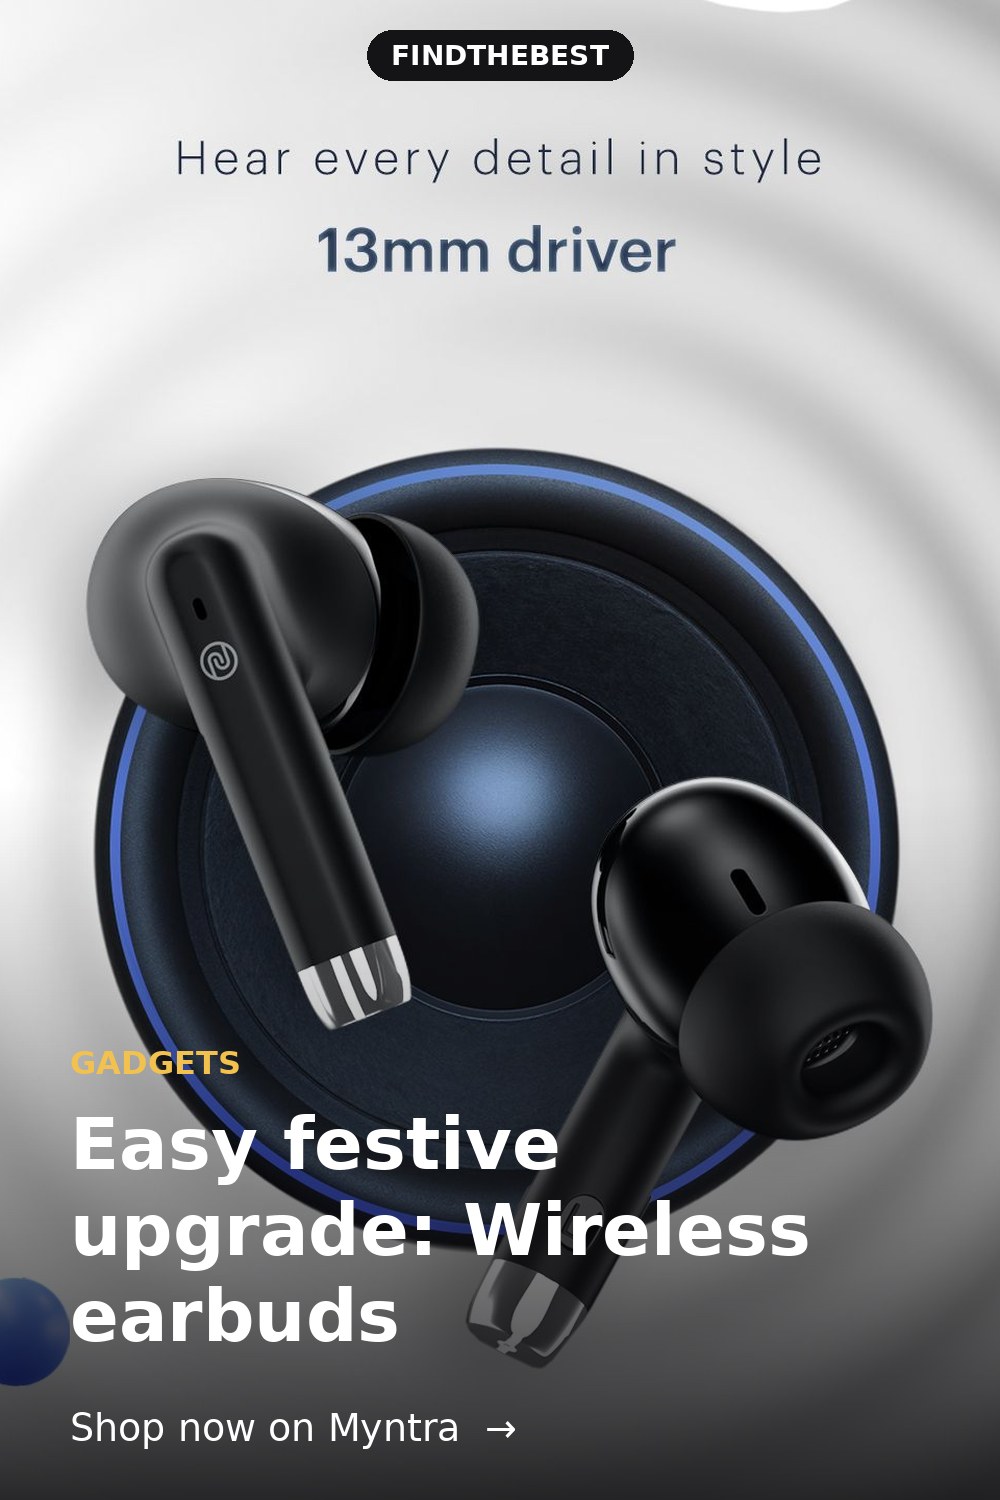 FINDTHEBEST
Hear every detail in style
13mm driver
GADGETS
Easy festive
upgrade: Wireless
earbuds
Shop now on Myntra →